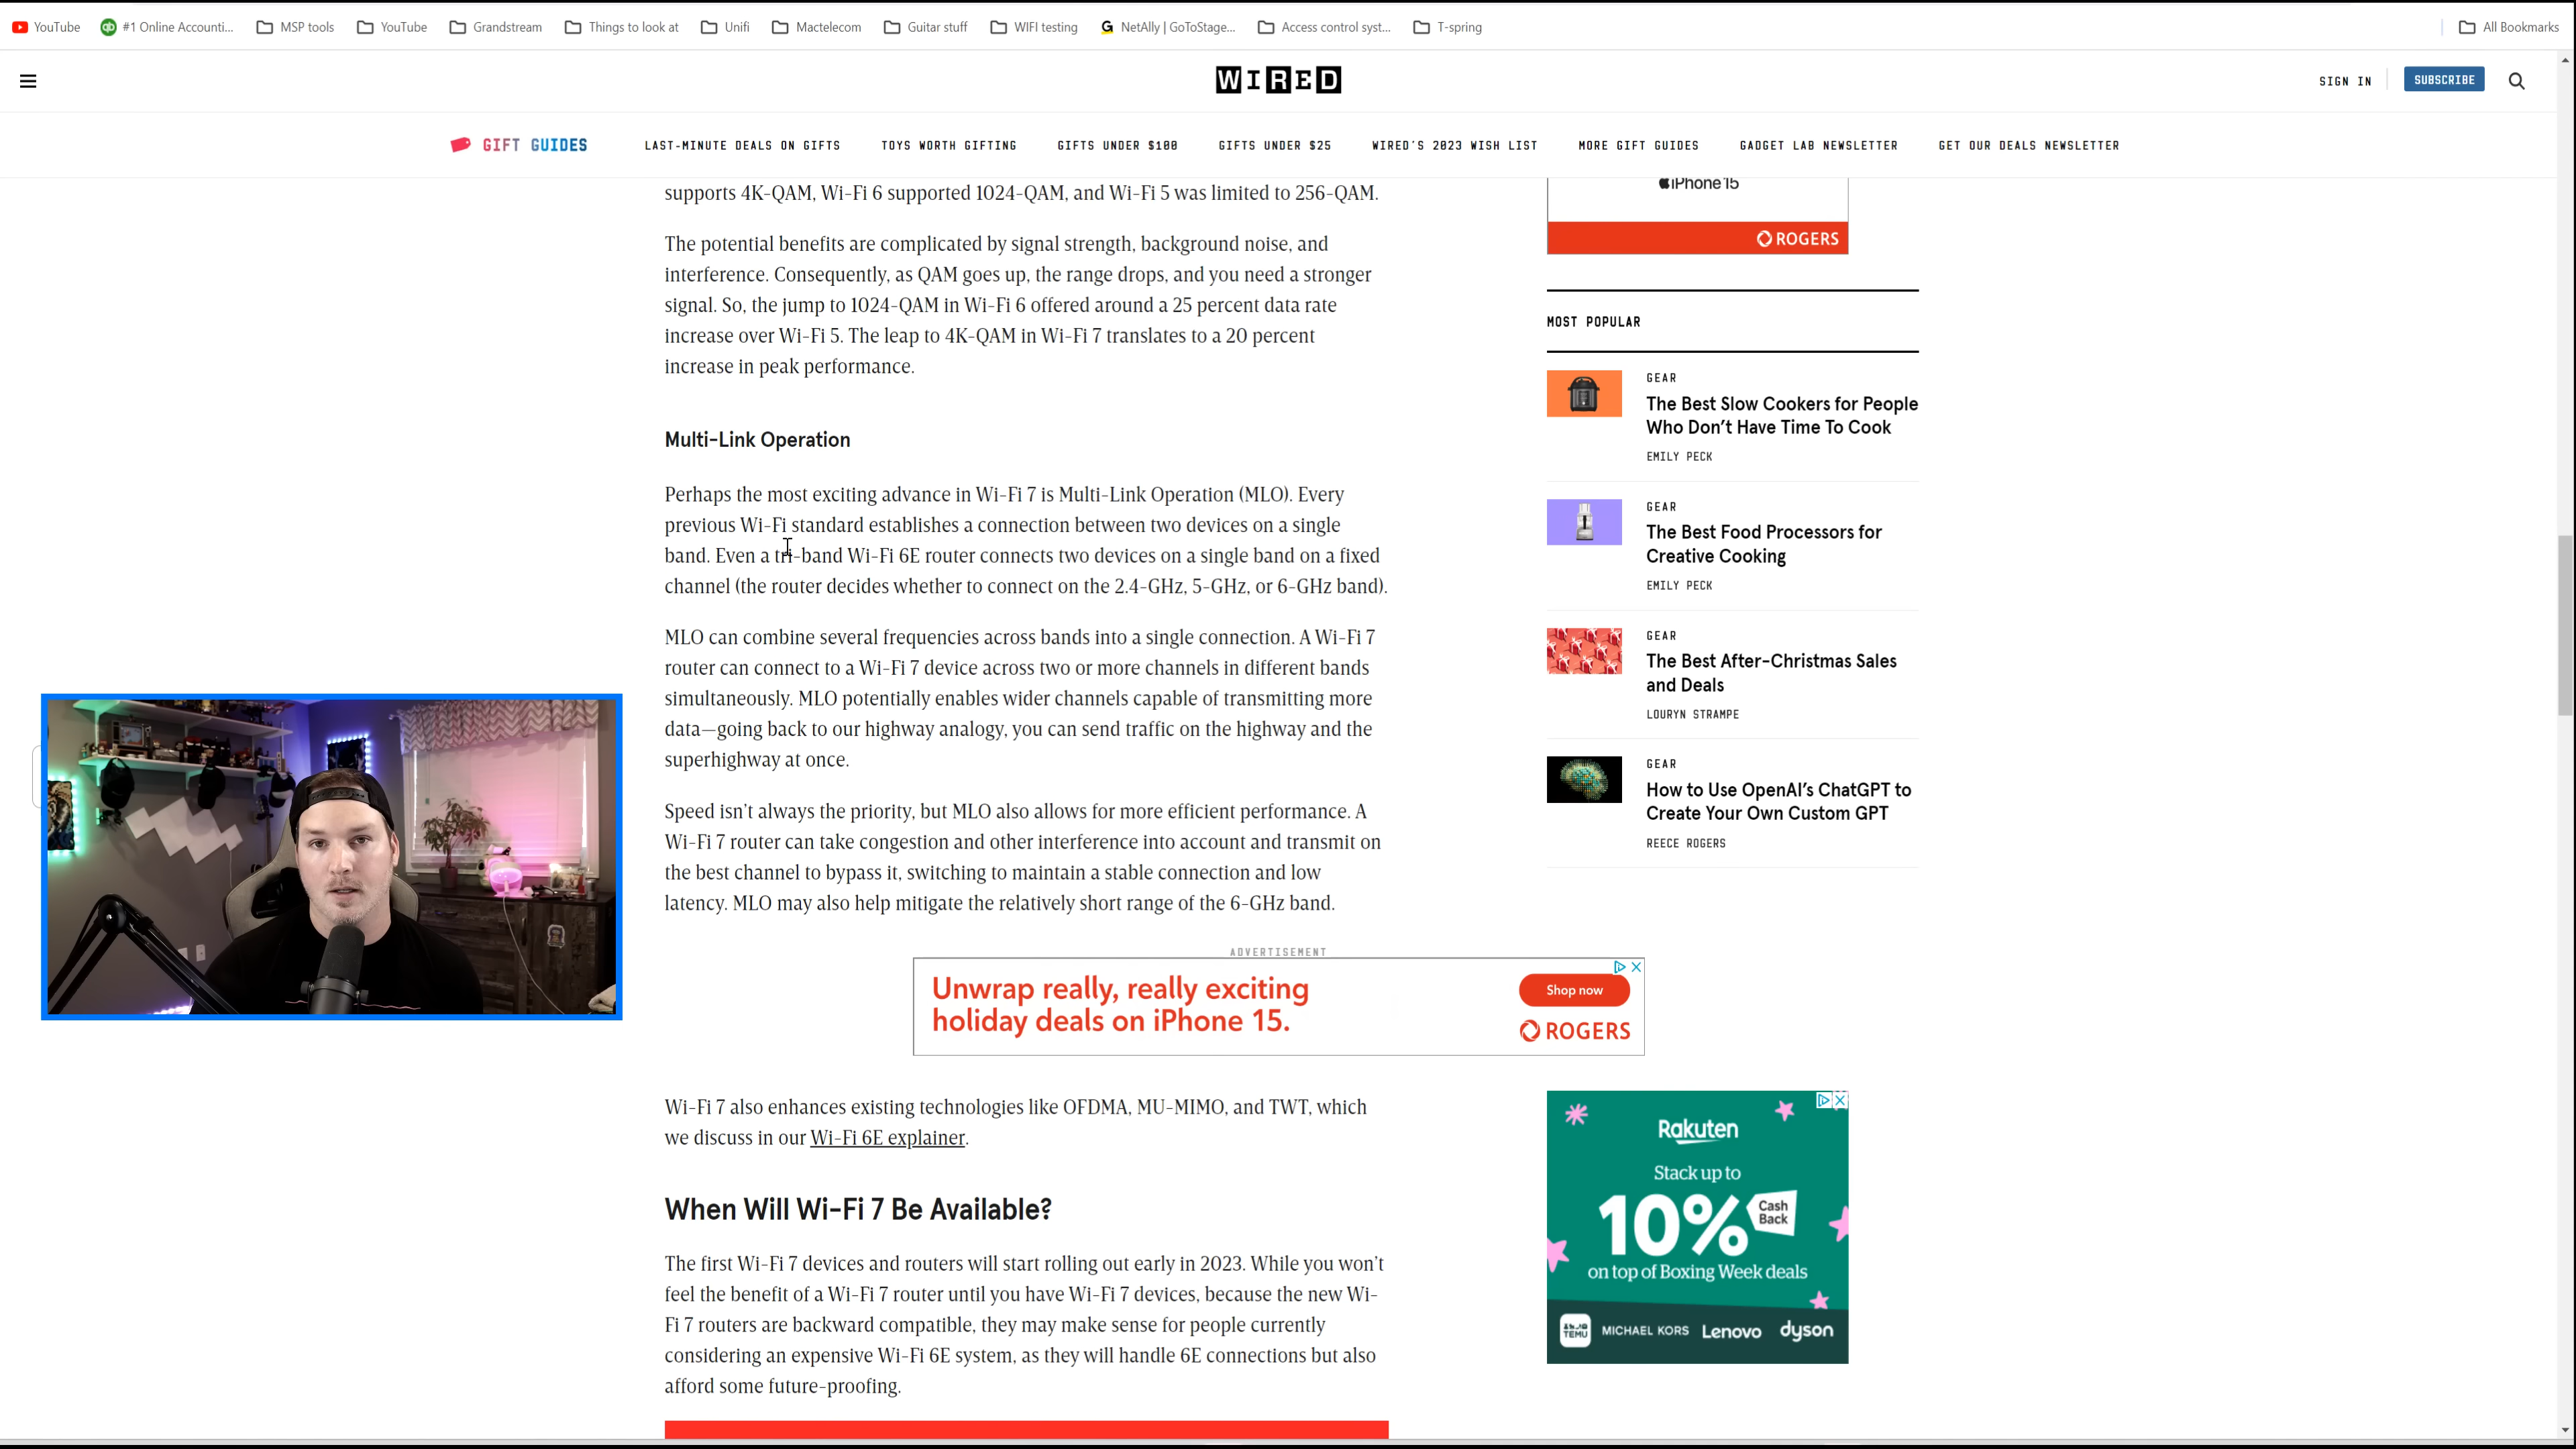 YouTube
#1 Online Accounti...
MSP tools
YouTube
Grandstream
Things to look at
Unifi
Mactelecom
Guitar stuff
WIFI testing
NetAlly | GoToStage...
Access control syst...
T-spring
All Bookmarks
WIRED
SIGN IN
SUBSCRIBE
GIFT GUIDES
LAST-MINUTE DEALS ON GIFTS
TOYS WORTH GIFTING
GIFTS UNDER $100
GIFTS UNDER $25
WIRED'S 2023 WISH LIST
MORE GIFT GUIDES
GADGET LAB NEWSLETTER
GET OUR DEALS NEWSLETTER
supports 4K-QAM, Wi-Fi 6 supported 1024-QAM, and Wi-Fi 5 was limited to 256-QAM.
The potential benefits are complicated by signal strength, background noise, and
interference. Consequently, as QAM goes up, the range drops, and you need a stronger
signal. So, the jump to 1024-QAM in Wi-Fi 6 offered around a 25 percent data rate
increase over Wi-Fi 5. The leap to 4K-QAM in Wi-Fi 7 translates to a 20 percent
increase in peak performance.
Multi-Link Operation
Perhaps the most exciting advance in Wi-Fi 7 is Multi-Link Operation (MLO). Every
previous Wi-Fi standard establishes a connection between two devices on a single
band. Even a tri-band Wi-Fi 6E router connects two devices on a single band on a fixed
channel (the router decides whether to connect on the 2.4-GHz, 5-GHz, or 6-GHz band).
MLO can combine several frequencies across bands into a single connection. A Wi-Fi 7
router can connect to a Wi-Fi 7 device across two or more channels in different bands
simultaneously. MLO potentially enables wider channels capable of transmitting more
data—going back to our highway analogy, you can send traffic on the highway and the
superhighway at once.
Speed isn't always the priority, but MLO also allows for more efficient performance. A
Wi-Fi 7 router can take congestion and other interference into account and transmit on
the best channel to bypass it, switching to maintain a stable connection and low
latency. MLO may also help mitigate the relatively short range of the 6-GHz band.
ADVERTISEMENT
Unwrap really, really exciting
holiday deals on iPhone 15.
Shop now
ROGERS
Wi-Fi 7 also enhances existing technologies like OFDMA, MU-MIMO, and TWT, which
we discuss in our Wi-Fi 6E explainer.
When Will Wi-Fi 7 Be Available?
The first Wi-Fi 7 devices and routers will start rolling out early in 2023. While you won't
feel the benefit of a Wi-Fi 7 router until you have Wi-Fi 7 devices, because the new Wi-
Fi 7 routers are backward compatible, they may make sense for people currently
considering an expensive Wi-Fi 6E system, as they will handle 6E connections but also
afford some future-proofing.
iPhone 15
ROGERS
MOST POPULAR
GEAR
The Best Slow Cookers for People
Who Don't Have Time To Cook
EMILY PECK
GEAR
The Best Food Processors for
Creative Cooking
EMILY PECK
GEAR
The Best After-Christmas Sales
and Deals
LOURYN STRAMPE
GEAR
How to Use OpenAI's ChatGPT to
Create Your Own Custom GPT
REECE ROGERS
Rakuten
Stack up to
10% Cash
Back
on top of Boxing Week deals
TEMU
MICHAEL KORS
Lenovo
dyson